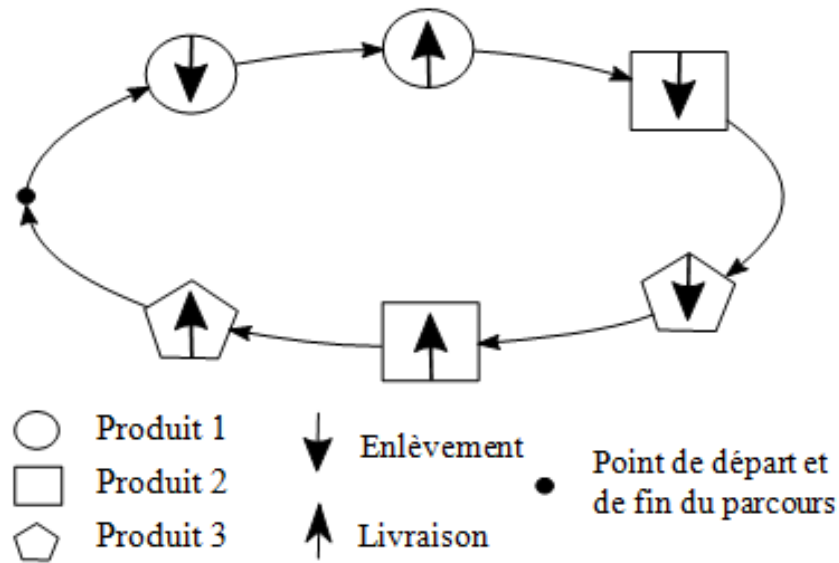 Produit 1
Produit 2
Produit 3
Enlèvement
Livraison
Point de départ et
de fin du parcours